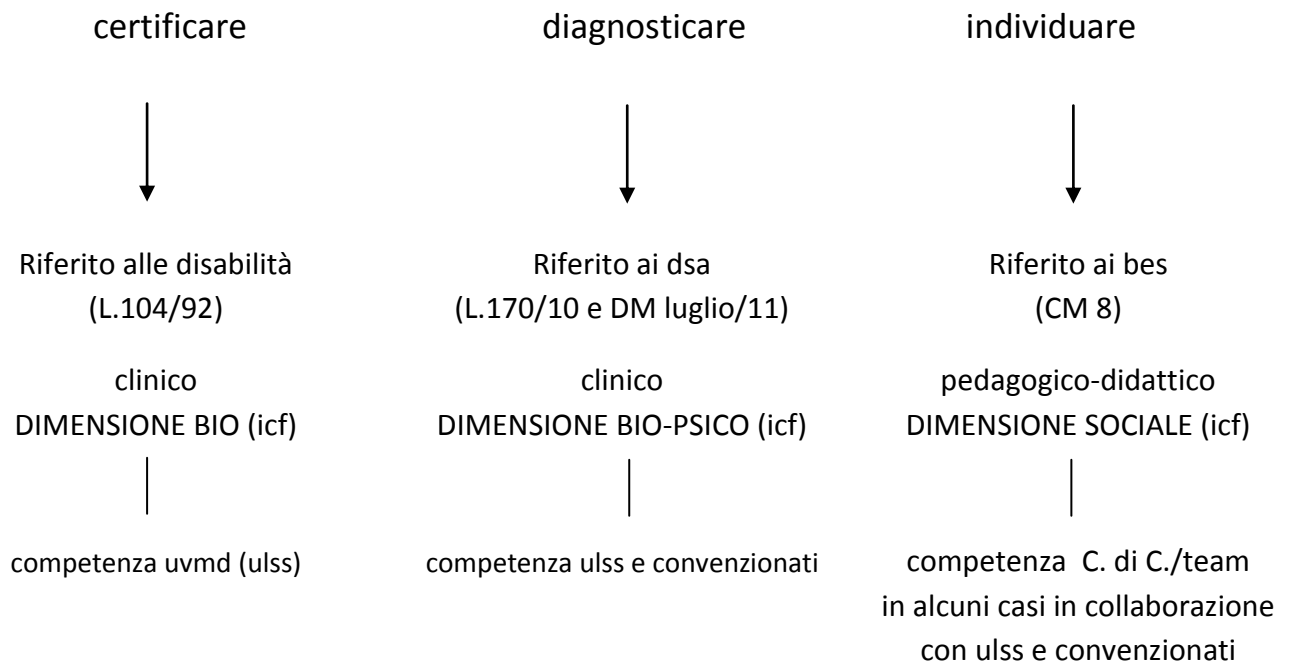 certificare
diagnosticare
individuare
Riferito alle disabilità
(L.104/92)
Riferito ai dsa
(L.170/10 e DM luglio/11)
Riferito ai bes
(CM 8)
clinico
DIMENSIONE BIO (icf)
clinico
DIMENSIONE BIO-PSICO (icf)
pedagogico-didattico
DIMENSIONE SOCIALE (icf)
competenza uvmd (ulss)
competenza ulss e convenzionati
competenza C. di C./team
in alcuni casi in collaborazione
con ulss e convenzionati